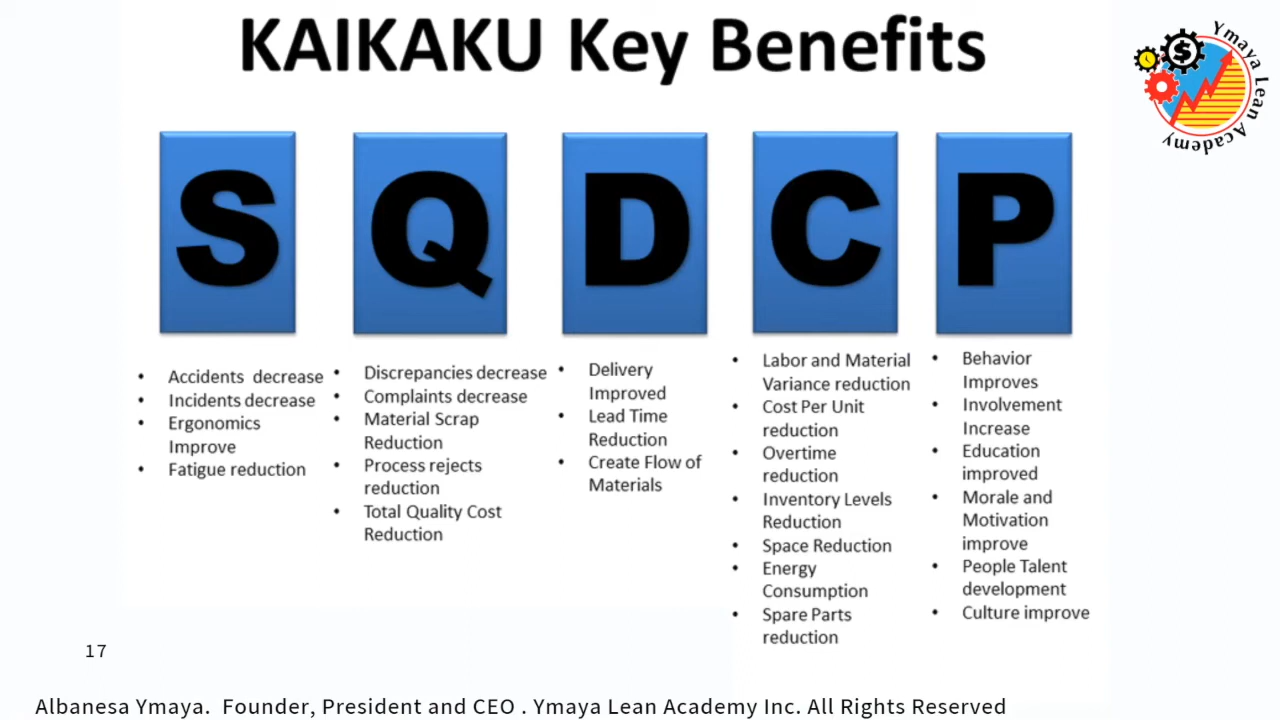 KAIKAKU Key Benefits
Ymaya Lean Academy
$
S
Q
D
C
P
• Accidents decrease
• Incidents decrease
• Ergonomics
Improve
• Fatigue reduction
• Discrepancies decrease
• Complaints decrease
• Material Scrap
Reduction
• Process rejects
reduction
• Total Quality Cost
Reduction
• Delivery
Improved
• Lead Time
Reduction
• Create Flow of
Materials
• Labor and Material
Variance reduction
• Cost Per Unit
reduction
• Overtime
reduction
• Inventory Levels
Reduction
• Space Reduction
• Energy
Consumption
• Spare Parts
reduction
• Behavior
Improves
• Involvement
Increase
• Education
improved
• Morale and
Motivation
improve
• People Talent
development
• Culture improve
17
Albanesa Ymaya. Founder, President and CEO . Ymaya Lean Academy Inc. All Rights Reserved